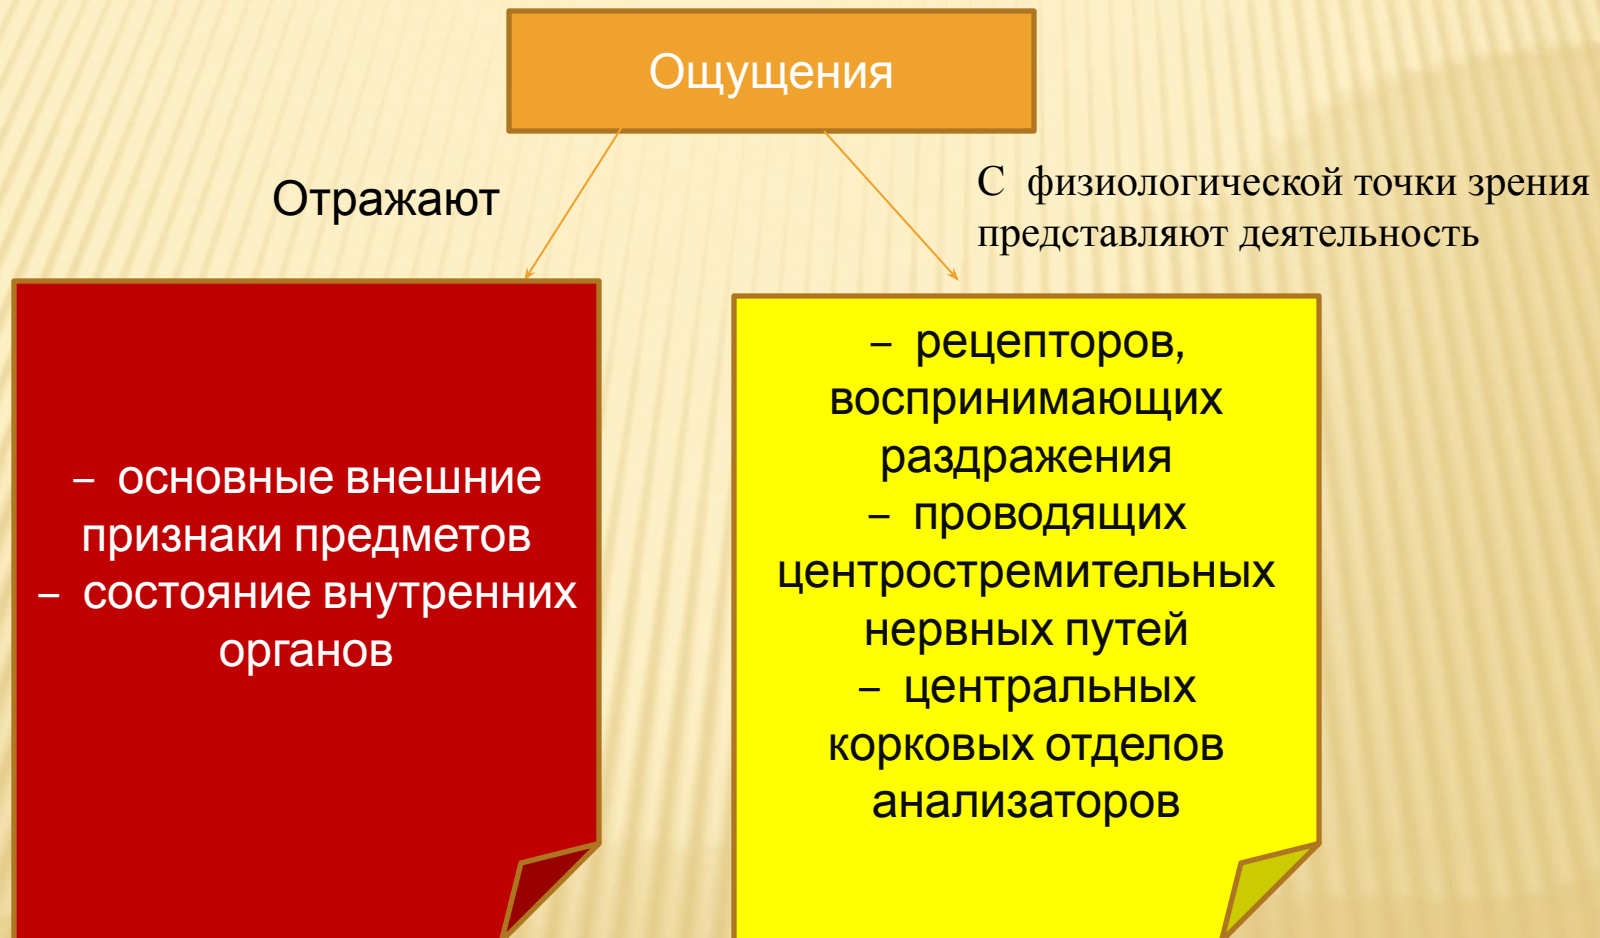 Ощущения
Отражают
С физиологической точки зрения
представляют деятельность
– основные внешние
признаки предметов
– состояние внутренних
органов
– рецепторов,
воспринимающих
раздражения
– проводящих
центростремительных
нервных путей
– центральных
корковых отделов
анализаторов